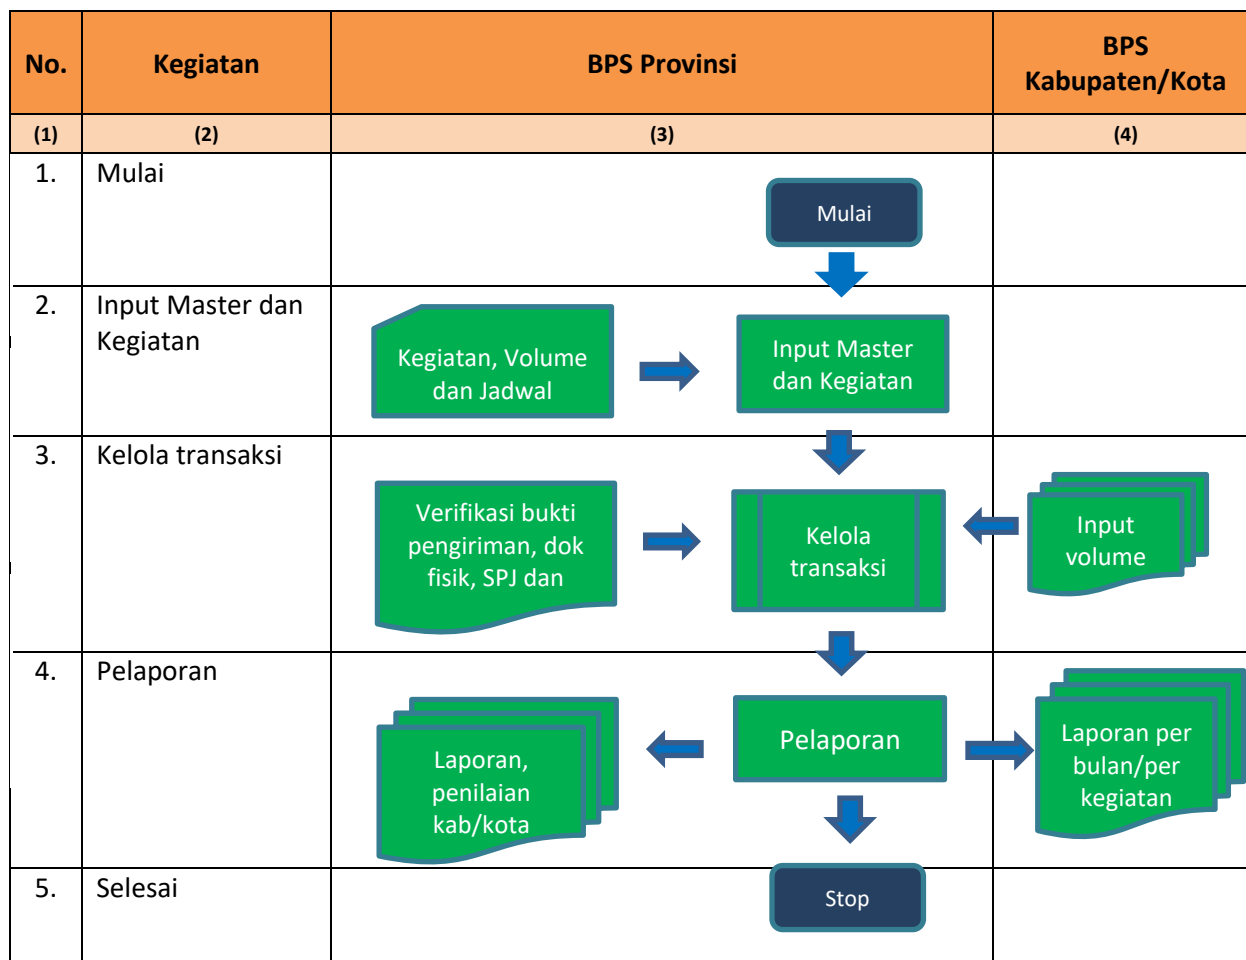 No.
Kegiatan
BPS Provinsi
BPS
Kabupaten/Kota
(1)
(2)
(3)
(4)
1.
Mulai
Mulai
2.
Input Master dan
Kegiatan
Kegiatan, Volume
dan Jadwal
Input Master
dan Kegiatan
3.
Kelola transaksi
Verifikasi bukti
pengiriman, dok
fisik, SPJ dan
Kelola
transaksi
Input
volume
4.
Pelaporan
Laporan,
penilaian
kab/kota
Pelaporan
Laporan per
bulan/per
kegiatan
5.
Selesai
Stop